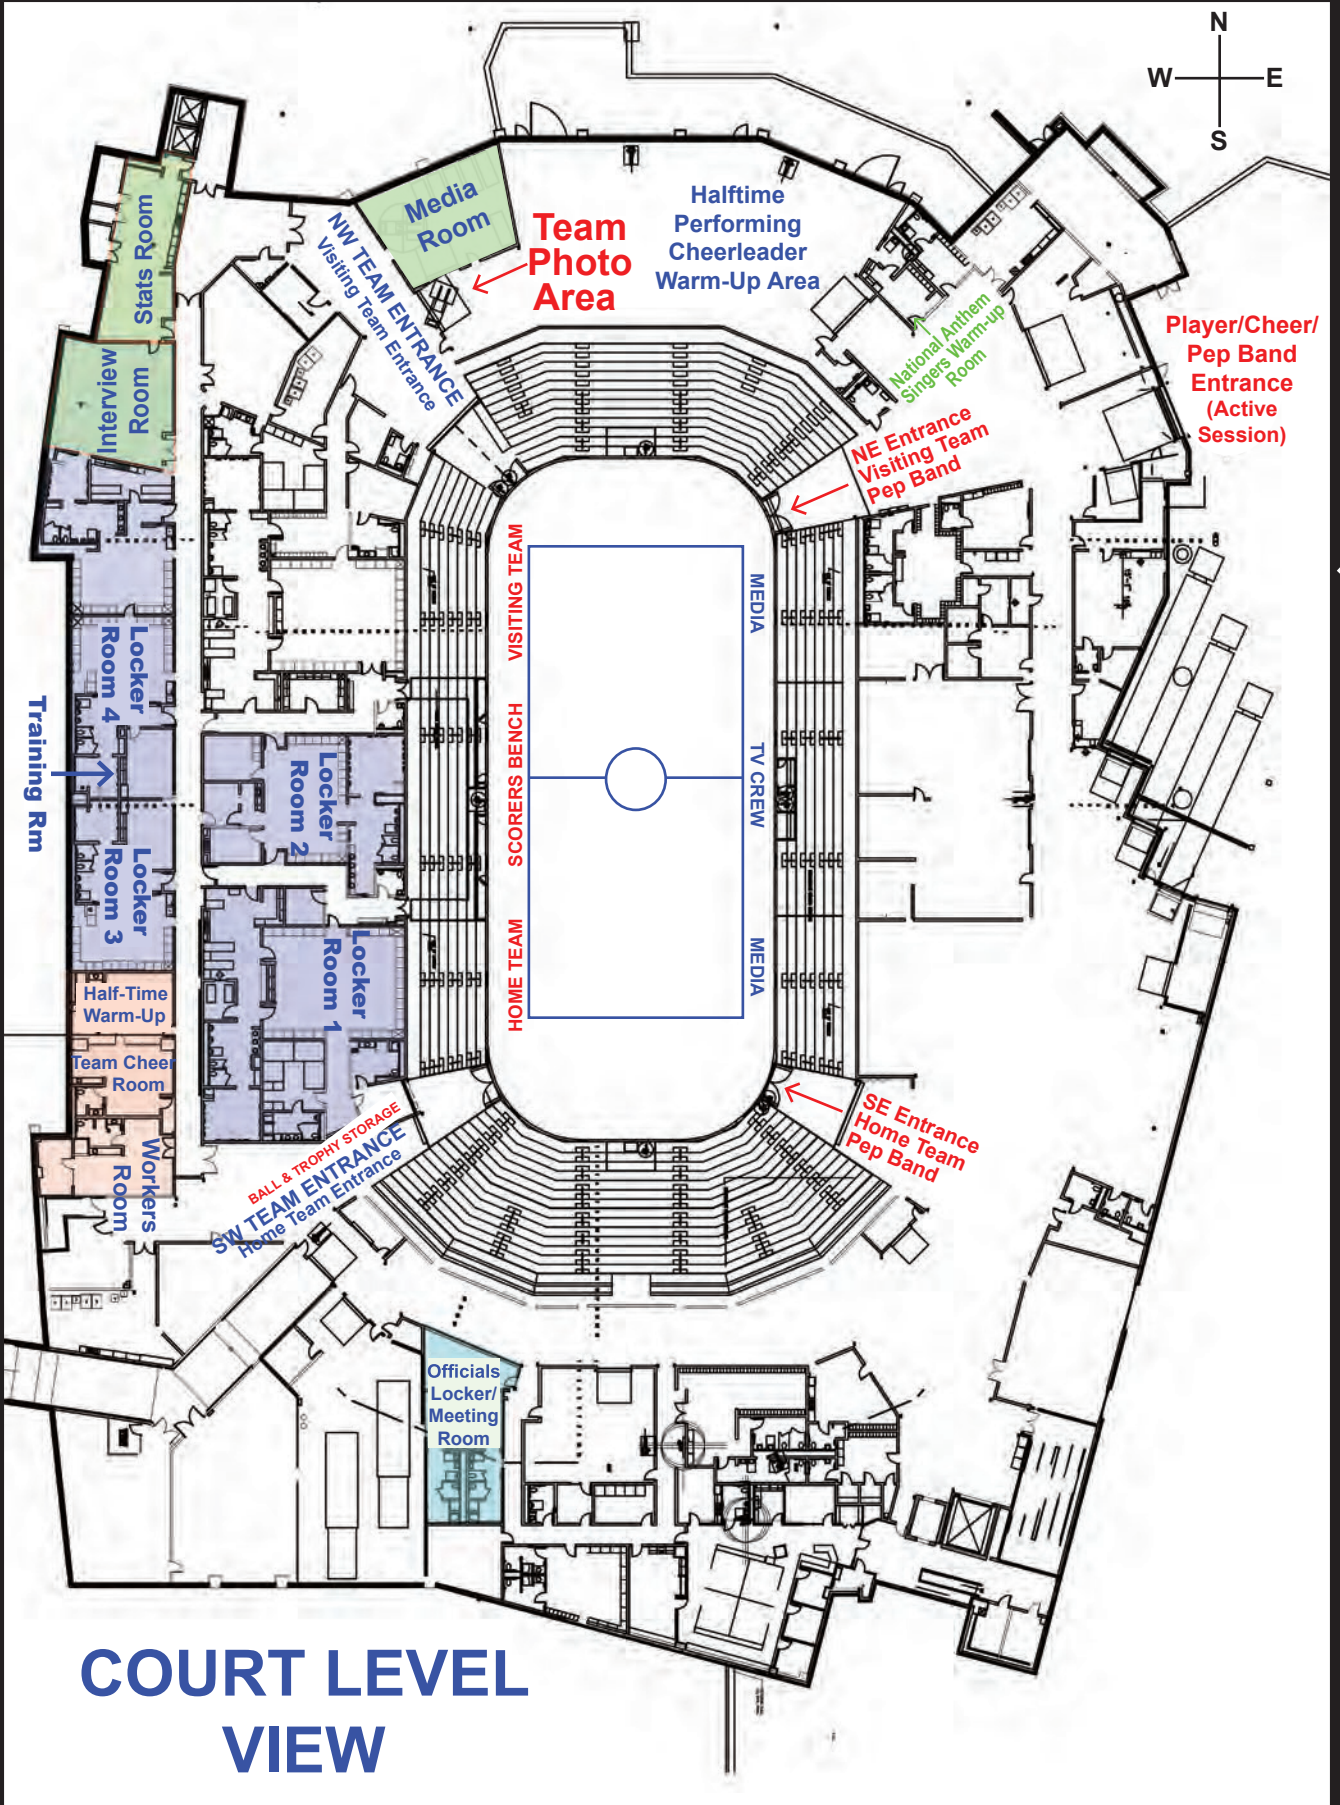 N
W
E
S
Media
Room
Team
Photo
Area
Halftime
Performing
Cheerleader
Warm-Up Area
NW TEAM ENTRANCE
Visiting Team Entrance
Stats Room
Interview
Room
National Anthem
Singers Warm-up
Room
Player/Cheer/
Pep Band
Entrance
(Active
Session)
NE Entrance
Visiting Team
Pep Band
VISITING TEAM
SCORERS BENCH
HOME TEAM
MEDIA
TV CREW
MEDIA
Locker
Room 4
Training Rm
Locker
Room 2
Locker
Room 3
Locker
Room 1
Half-Time
Warm-Up
Team Cheer
Room
Workers
Room
BALL & TROPHY STORAGE
SW TEAM ENTRANCE
Home Team Entrance
SE Entrance
Home Team
Pep Band
Officials
Locker/
Meeting
Room
COURT LEVEL
VIEW